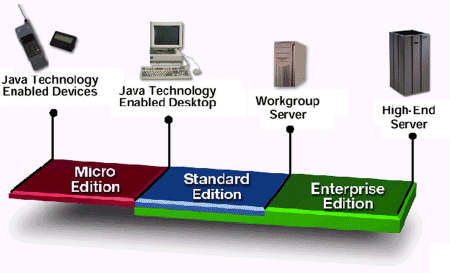 Java Technology
Enabled Devices
Java Technology
Enabled Desktop
Workgroup
Server
High-End
Server
Micro
Edition
Standard
Edition
Enterprise
Edition